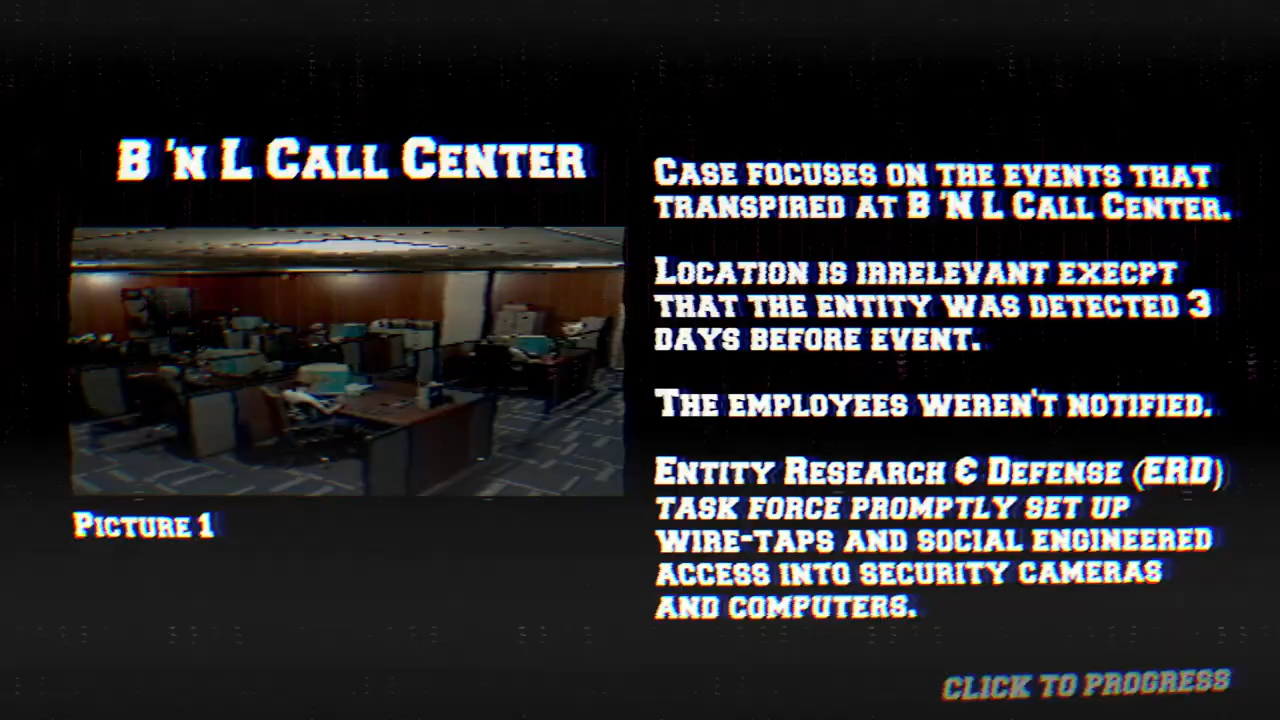 B 'N L CALL CENTER
CASE FOCUSES ON THE EVENTS THAT
TRANSPIRED AT B 'N L CALL CENTER.
LOCATION IS IRRELEVANT EXECPT
THAT THE ENTITY WAS DETECTED 3
DAYS BEFORE EVENT.
THE EMPLOYEES WEREN'T NOTIFIED.
ENTITY RESEARCH & DEFENSE (ERD)
TASK FORCE PROMPTLY SET UP
WIRE-TAPS AND SOCIAL ENGINEERED
ACCESS INTO SECURITY CAMERAS
AND COMPUTERS.
PICTURE 1
CLICK TO PROGRESS